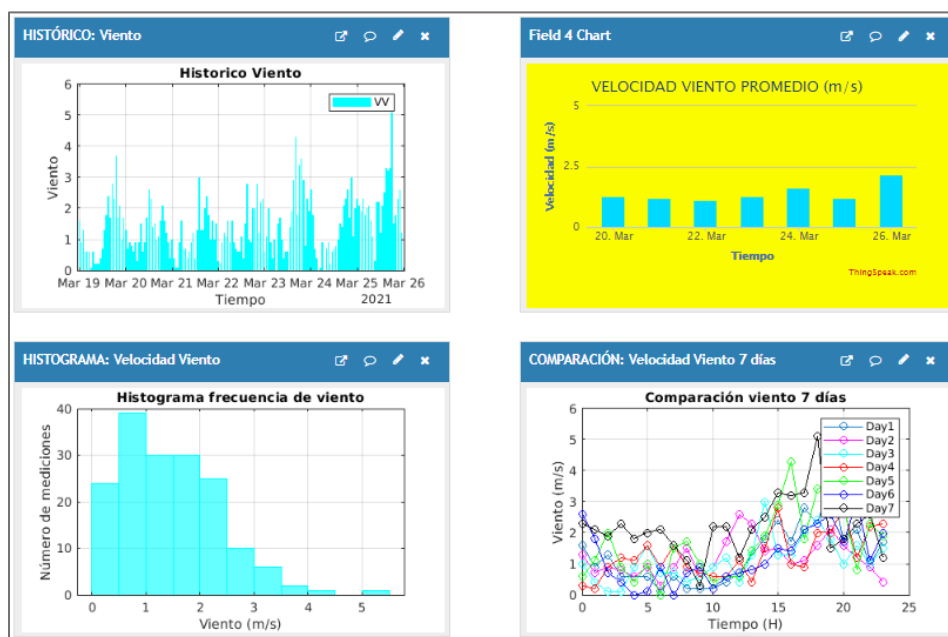 HISTÓRICO: Viento
Historico Viento
VV
6
5
4
3
2
1
0
Viento
Mar 19 Mar 20 Mar 21 Mar 22 Mar 23 Mar 24 Mar 25 Mar 26
Tiempo
2021
Field 4 Chart
VELOCIDAD VIENTO PROMEDIO (m/s)
5
2.5
0
Velocidad (m/s)
20. Mar 22. Mar 24. Mar 26. Mar
Tiempo
ThingSpeak.com
HISTOGRAMA: Velocidad Viento
Histograma frecuencia de viento
40
30
20
10
0
Número de mediciones
0 1 2 3 4 5
Viento (m/s)
COMPARACIÓN: Velocidad Viento 7 días
Comparación viento 7 días
Day1
Day2
Day3
Day4
Day5
Day6
Day7
6
5
4
3
2
1
0
Viento (m/s)
0 5 10 15 20 25
Tiempo (H)